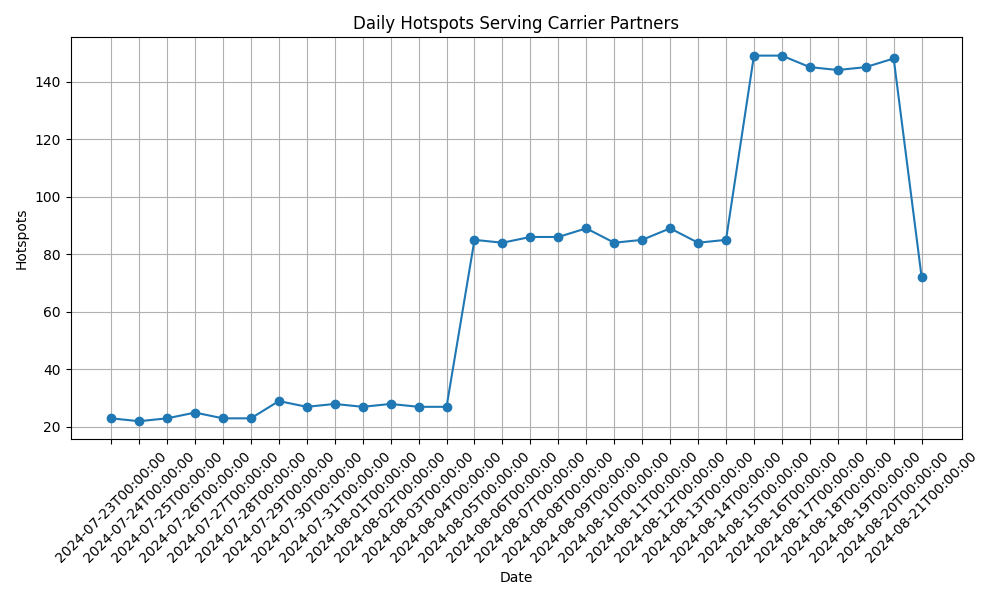 Daily Hotspots Serving Carrier Partners
Hotspots
140
120
100
80
60
40
20
2024-07-23T00:00:00
2024-07-24T00:00:00
2024-07-25T00:00:00
2024-07-26T00:00:00
2024-07-27T00:00:00
2024-07-28T00:00:00
2024-07-29T00:00:00
2024-07-30T00:00:00
2024-07-31T00:00:00
2024-08-01T00:00:00
2024-08-02T00:00:00
2024-08-03T00:00:00
2024-08-04T00:00:00
2024-08-05T00:00:00
2024-08-06T00:00:00
2024-08-07T00:00:00
2024-08-08T00:00:00
2024-08-09T00:00:00
2024-08-10T00:00:00
2024-08-11T00:00:00
2024-08-12T00:00:00
2024-08-13T00:00:00
2024-08-14T00:00:00
2024-08-15T00:00:00
2024-08-16T00:00:00
2024-08-17T00:00:00
2024-08-18T00:00:00
2024-08-19T00:00:00
2024-08-20T00:00:00
2024-08-21T00:00:00
Date